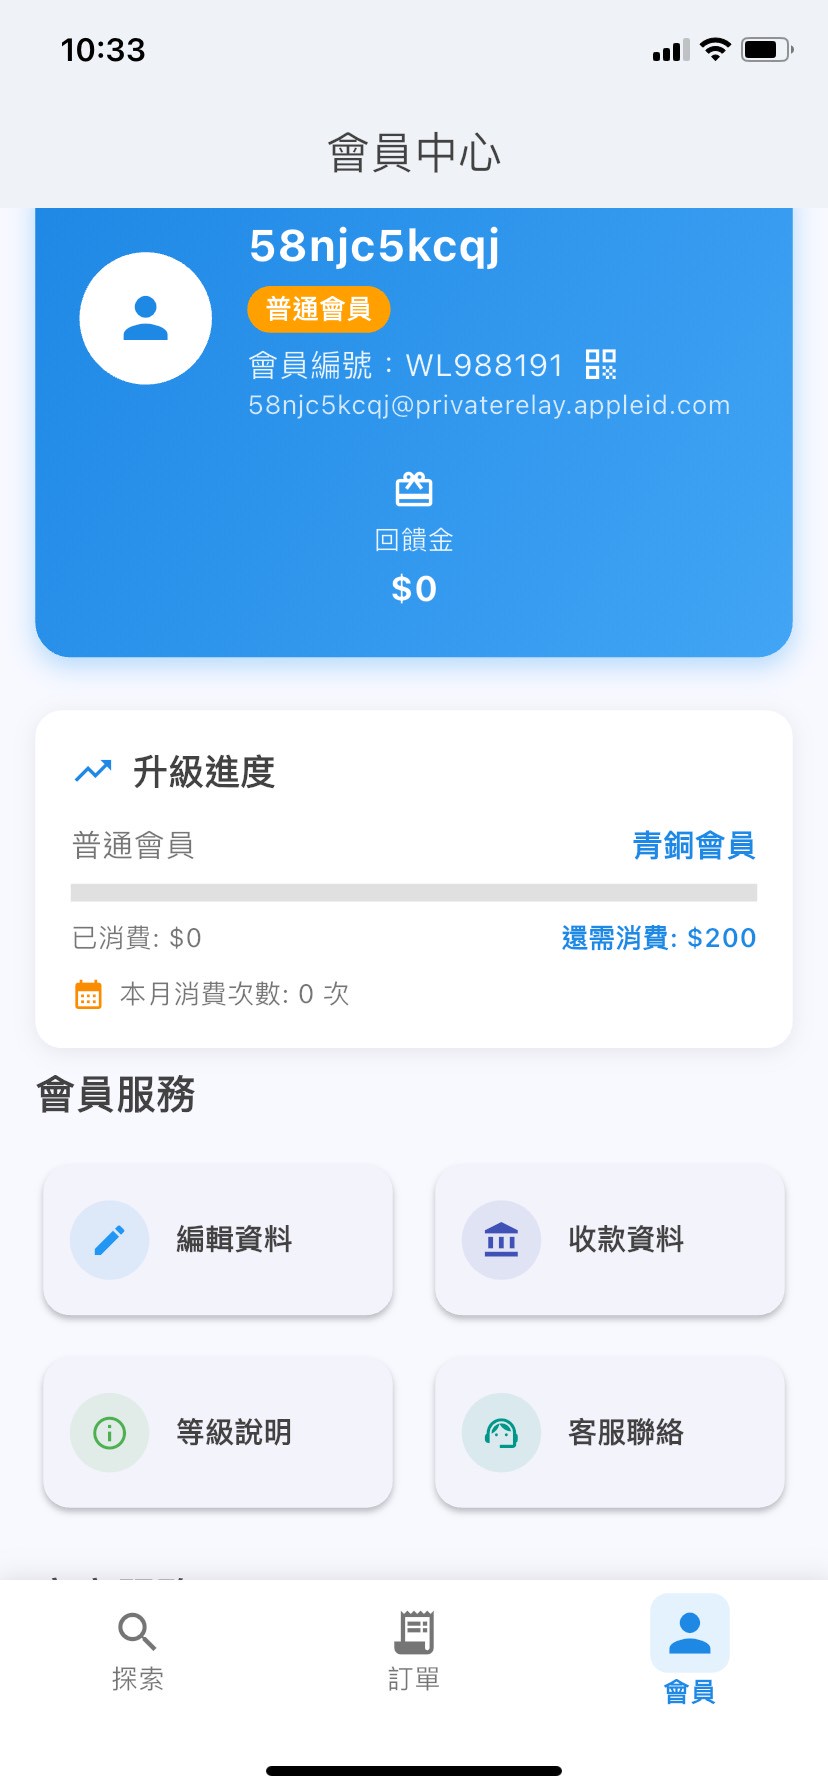 10:33
會員中心
58njc5kcqj
普通會員
會員編號：WL988191
58njc5kcqj@privaterelay.appleid.com
回饋金
$0
升級進度
普通會員
青銅會員
已消費: $0
還需消費: $200
本月消費次數: 0 次
會員服務
編輯資料
收款資料
等級說明
客服聯絡
探索
訂單
會員